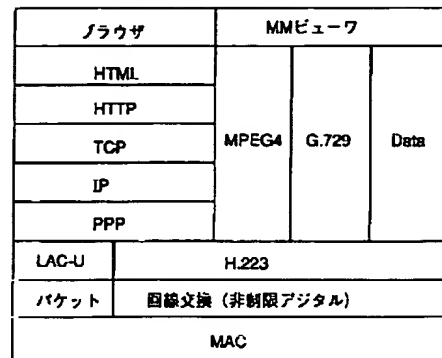 ブラウザ
MMビューワ
HTML
HTTP
TCP
IP
PPP
MPEG4
G.729
Data
LAC-U
H.223
パケット
回線交換（非制限アジタル）
MAC